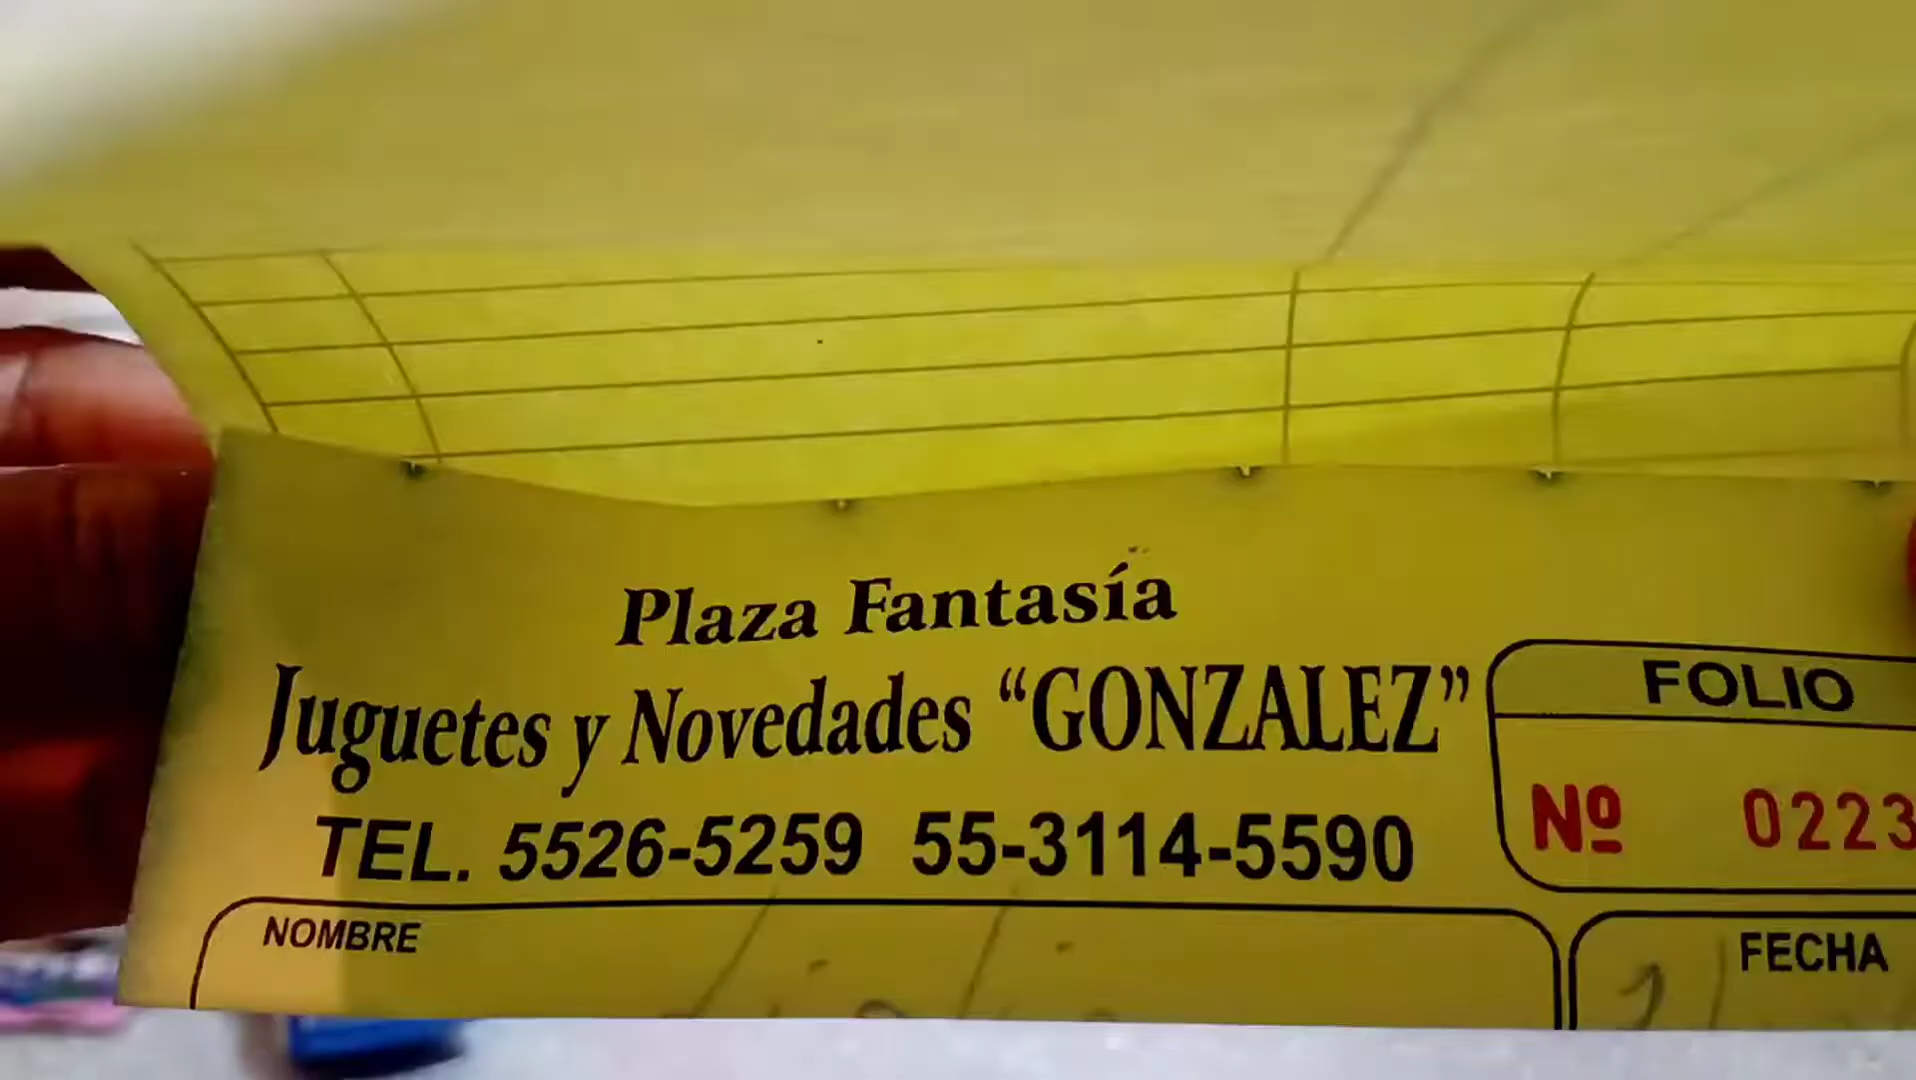 Plaza Fantasía
Juguetes y Novedades “GONZALEZ”
TEL. 5526-5259 55-3114-5590
FOLIO
Nº 0223
NOMBRE
FECHA